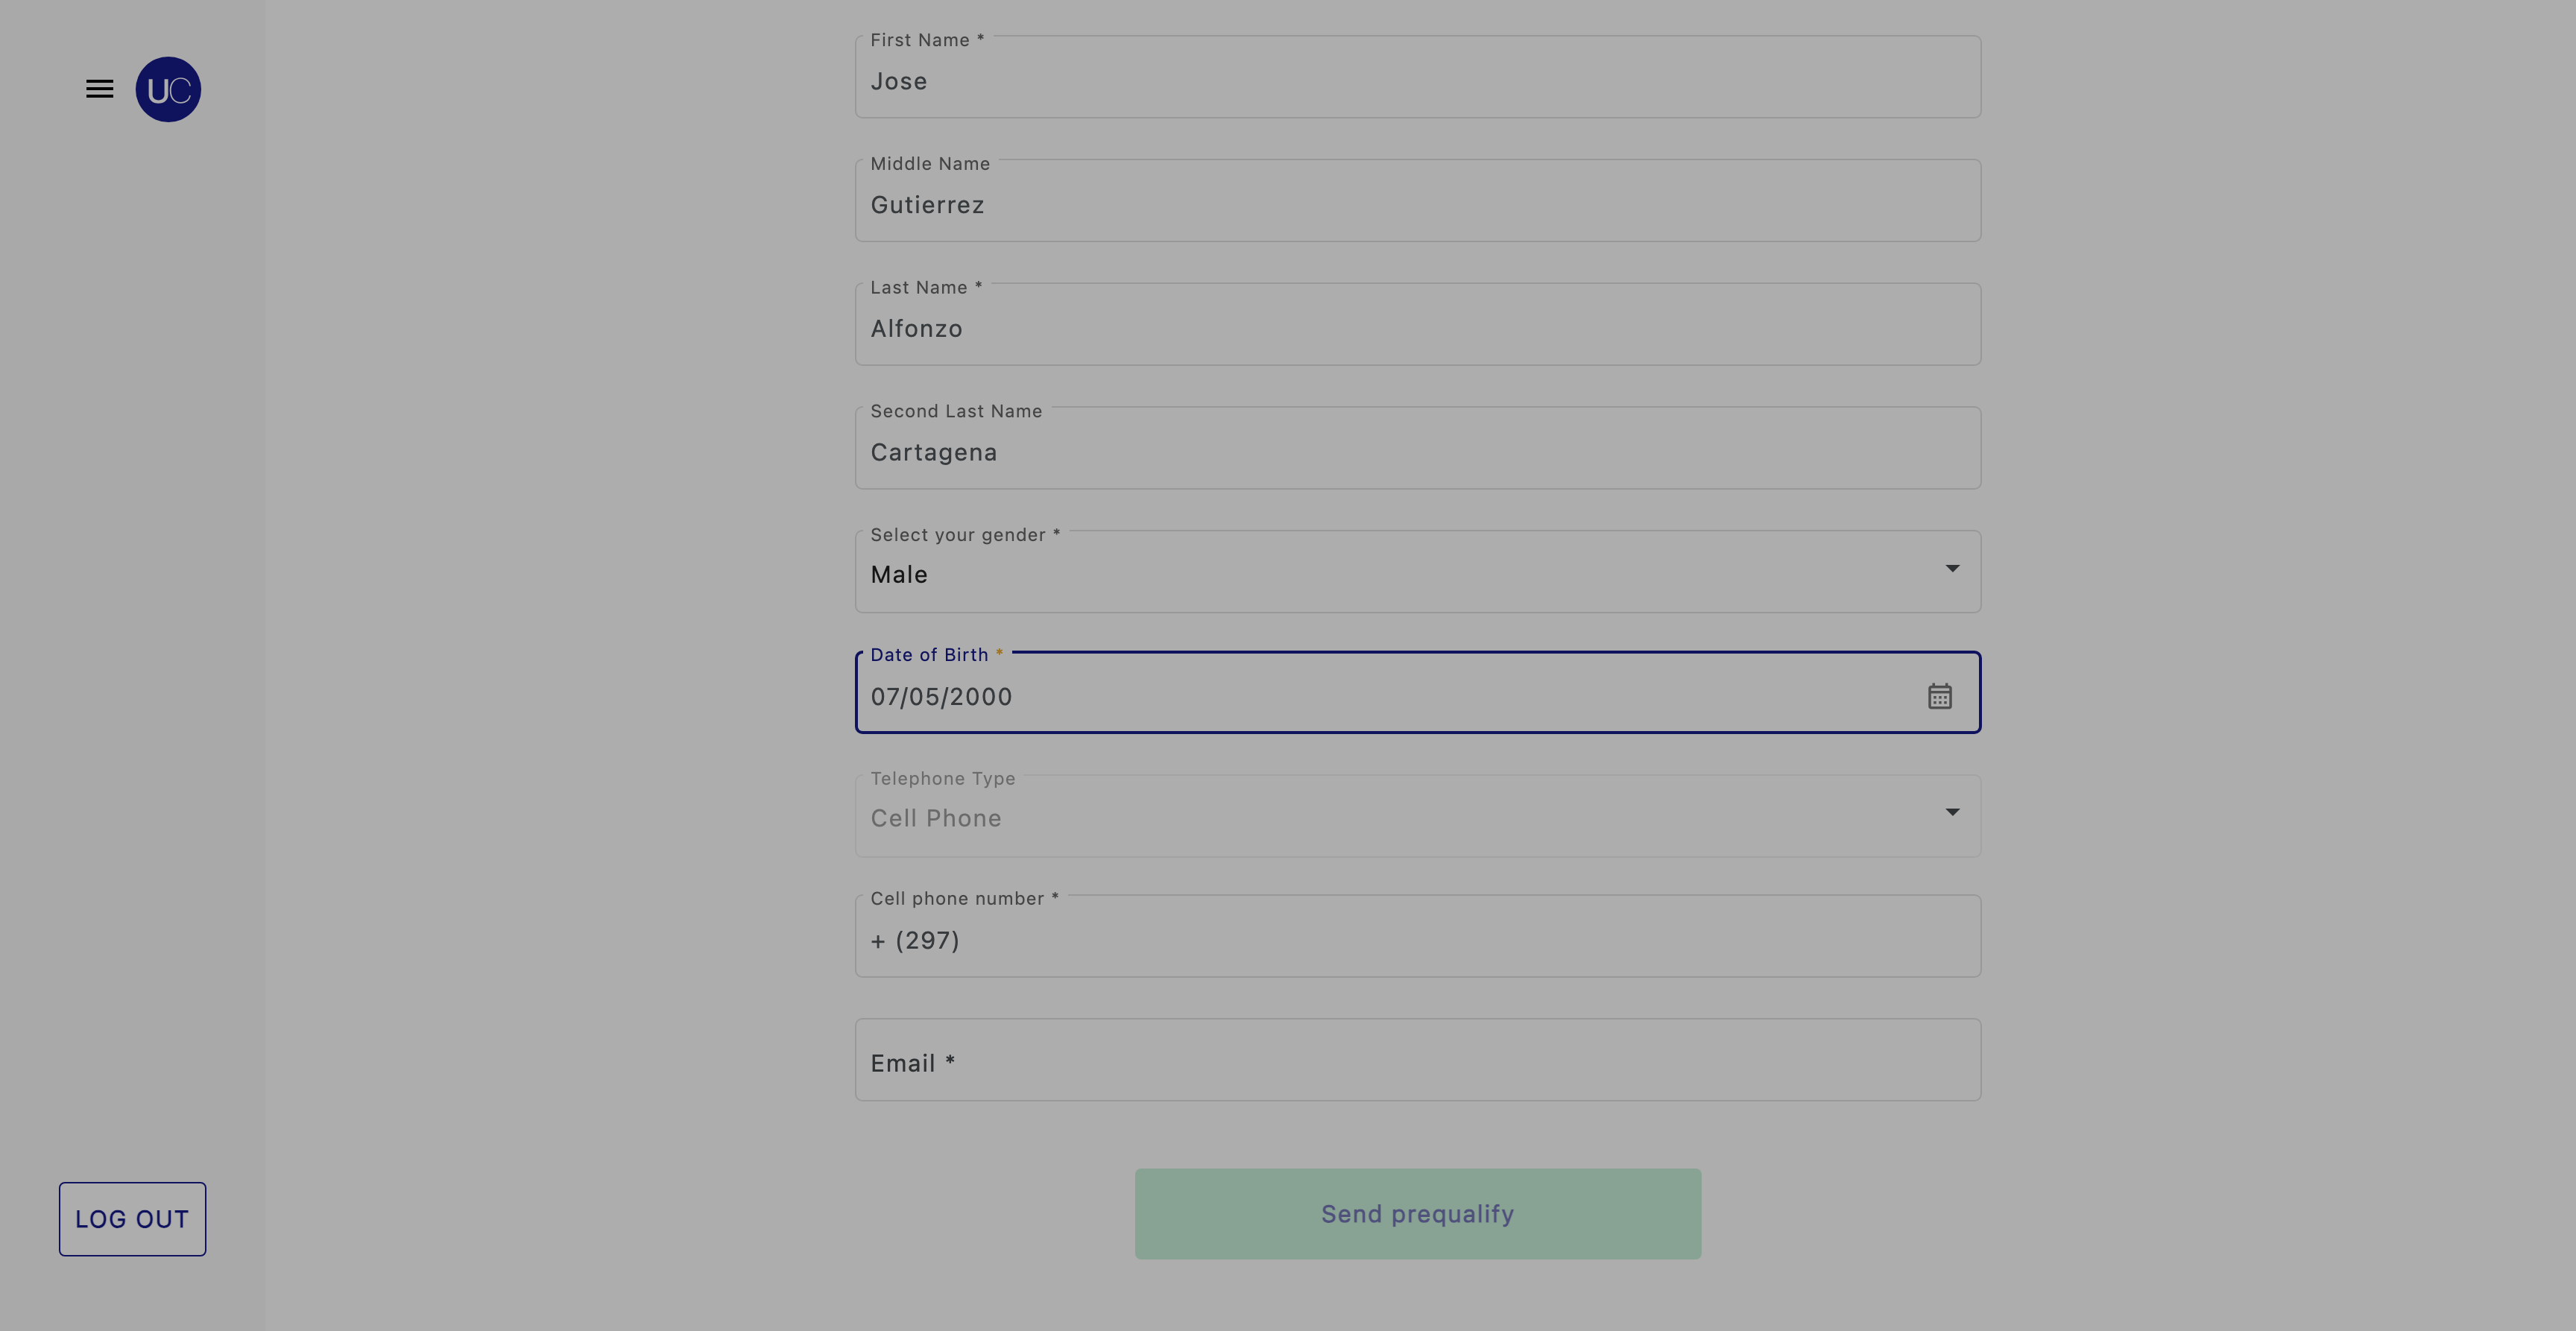 UC
First Name *
Jose
Middle Name
Gutierrez
Last Name *
Alfonzo
Second Last Name
Cartagena
Select your gender *
Male
Date of Birth *
07/05/2000
Telephone Type
Cell Phone
Cell phone number *
+ (297)
Email *
Send prequalify
LOG OUT